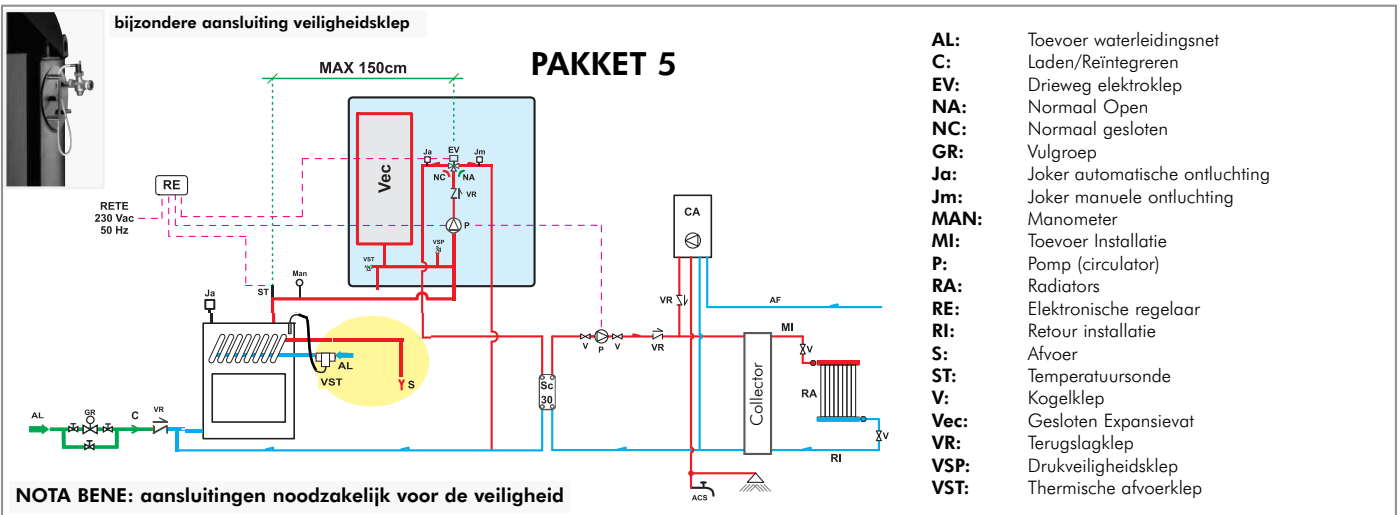 bijzondere aansluiting veiligheidsklep
PAKKET 5
MAX 150cm
Vec
Ja
EV
Jm
NC
NA
VR
P
VSP
VST
RE
RETE
230 Vac
50 Hz
ST
Man
Ja
AL
VST
S
AL
GR
C
VR
Sc
30
V
P
V
VR
VR
CA
AF
MI
V
RA
Collector
V
RI
ACS
NOTA BENE: aansluitingen noodzakelijk voor de veiligheid
AL: Toevoer waterleidingsnet
C: Laden/Reïntegreren
EV: Drieweg elektroklep
NA: Normaal Open
NC: Normaal gesloten
GR: Vulgroep
Ja: Joker automatische ontluchting
Jm: Joker manuele ontluchting
MAN: Manometer
MI: Toevoer Installatie
P: Pomp (circulator)
RA: Radiators
RE: Elektronische regelaar
RI: Retour installatie
S: Afvoer
ST: Temperatuursonde
V: Kogelklep
Vec: Gesloten Expansievat
VR: Terugslagklep
VSP: Drukveiligheidsklep
VST: Thermische afvoerklep